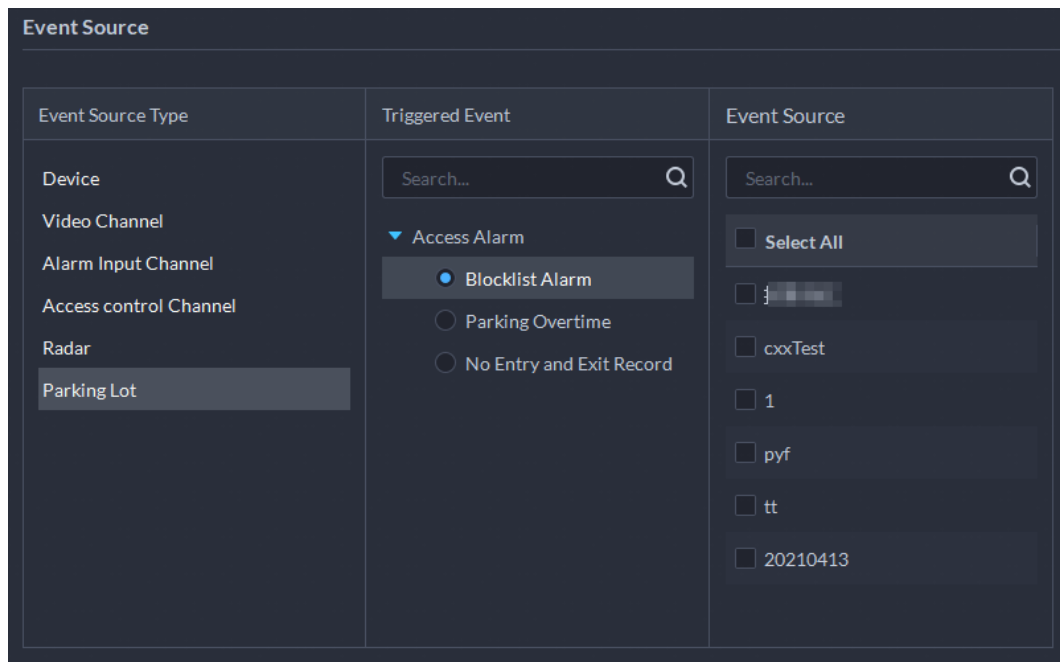 Event Source
Event Source Type
Triggered Event
Event Source
Device
Video Channel
Alarm Input Channel
Access control Channel
Radar
Parking Lot
Search...
Access Alarm
Blocklist Alarm
Parking Overtime
No Entry and Exit Record
Search...
Select All
cxxTest
1
pyf
tt
20210413